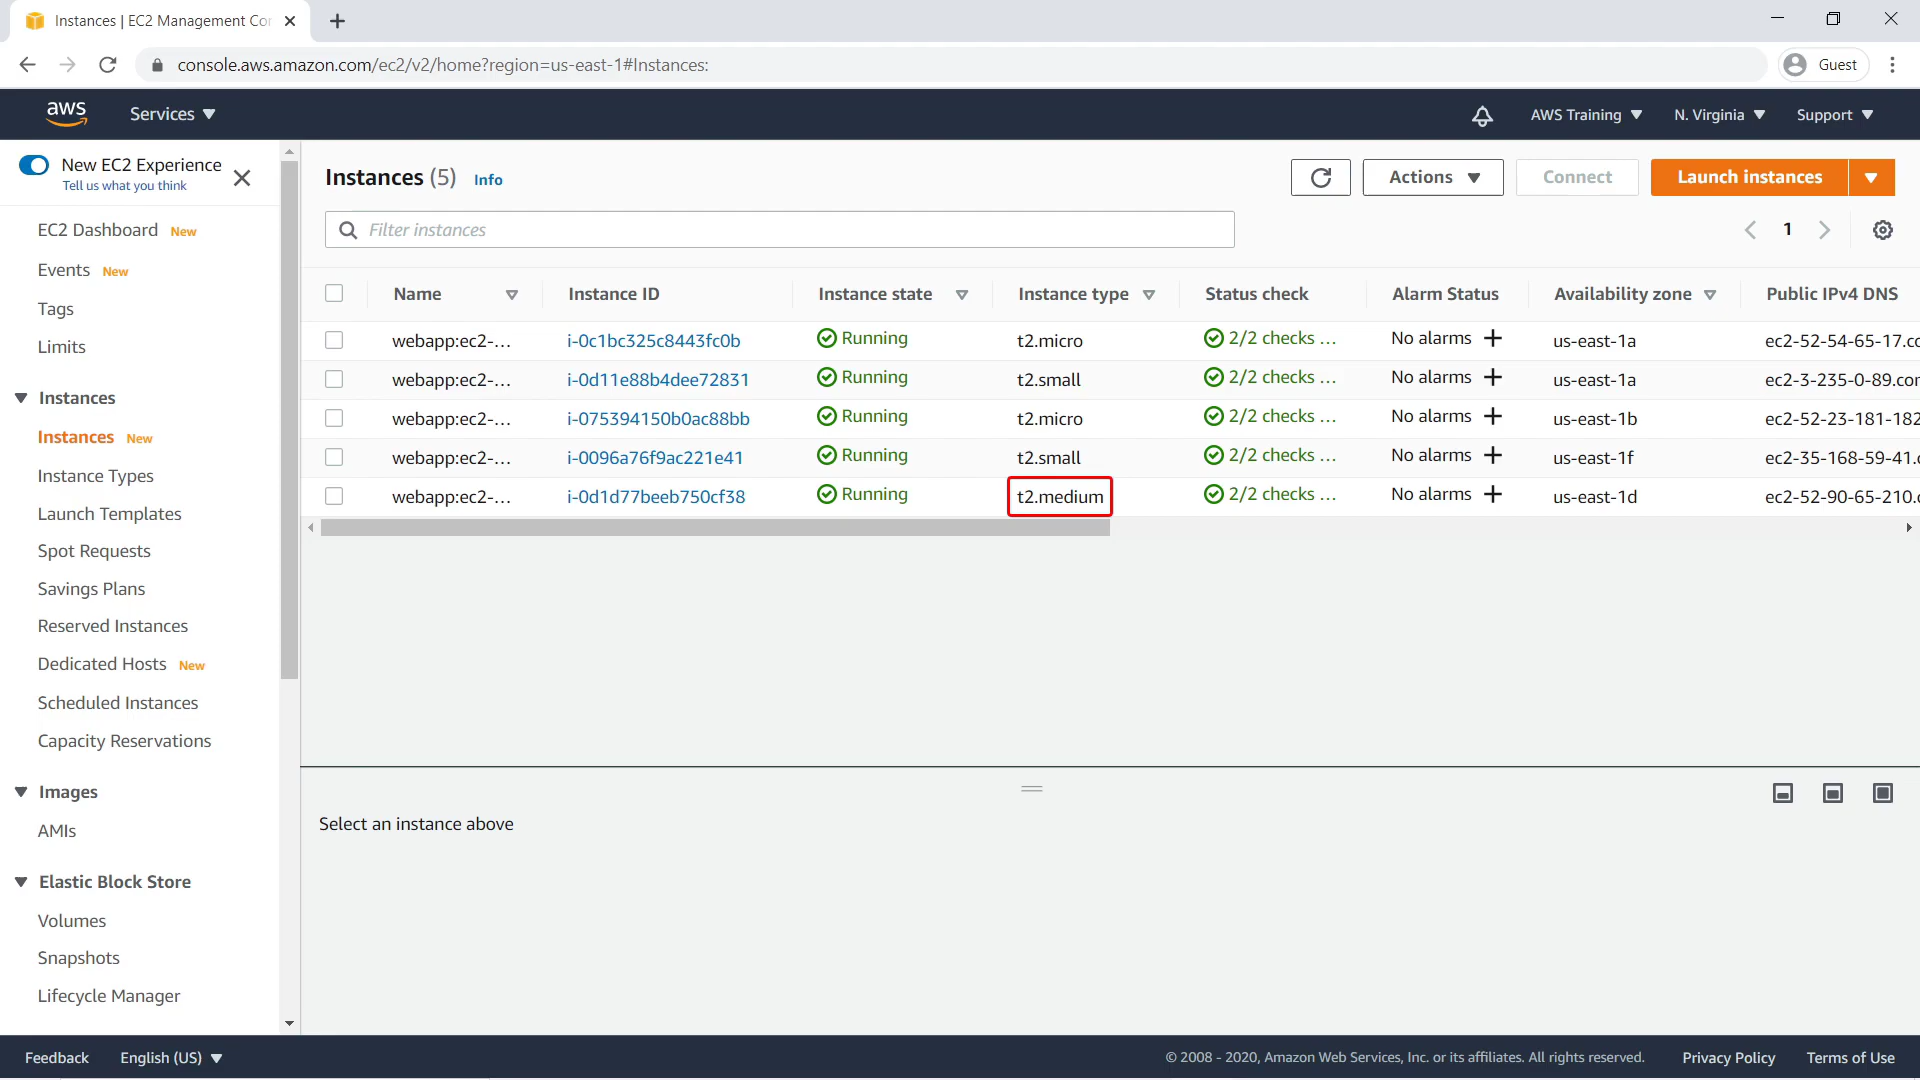 Instances | EC2 Management Co
console.aws.amazon.com/ec2/v2/home?region=us-east-1#Instances:
Guest
aws
Services
AWS Training
N. Virginia
Support
New EC2 Experience
Tell us what you think
EC2 Dashboard New
Events New
Tags
Limits
Instances
Instances New
Instance Types
Launch Templates
Spot Requests
Savings Plans
Reserved Instances
Dedicated Hosts New
Scheduled Instances
Capacity Reservations
Images
AMIs
Elastic Block Store
Volumes
Snapshots
Lifecycle Manager
Instances (5) Info
Actions
Connect
Launch instances
Filter instances
1
Name Instance ID Instance state Instance type Status check Alarm Status Availability zone Public IPv4 DNS
webapp:ec2-... i-0c1bc325c8443fc0b Running t2.micro 2/2 checks ... No alarms + us-east-1a ec2-52-54-65-17.co
webapp:ec2-... i-0d11e88b4dee72831 Running t2.small 2/2 checks ... No alarms + us-east-1a ec2-3-235-0-89.con
webapp:ec2-... i-075394150b0ac88bb Running t2.micro 2/2 checks ... No alarms + us-east-1b ec2-52-23-181-182
webapp:ec2-... i-0096a76f9ac221e41 Running t2.small 2/2 checks ... No alarms + us-east-1f ec2-35-168-59-41.c
webapp:ec2-... i-0d1d77beeb750cf38 Running t2.medium 2/2 checks ... No alarms + us-east-1d ec2-52-90-65-210.c
Select an instance above
Feedback
English (US)
© 2008 - 2020, Amazon Web Services, Inc. or its affiliates. All rights reserved.
Privacy Policy
Terms of Use